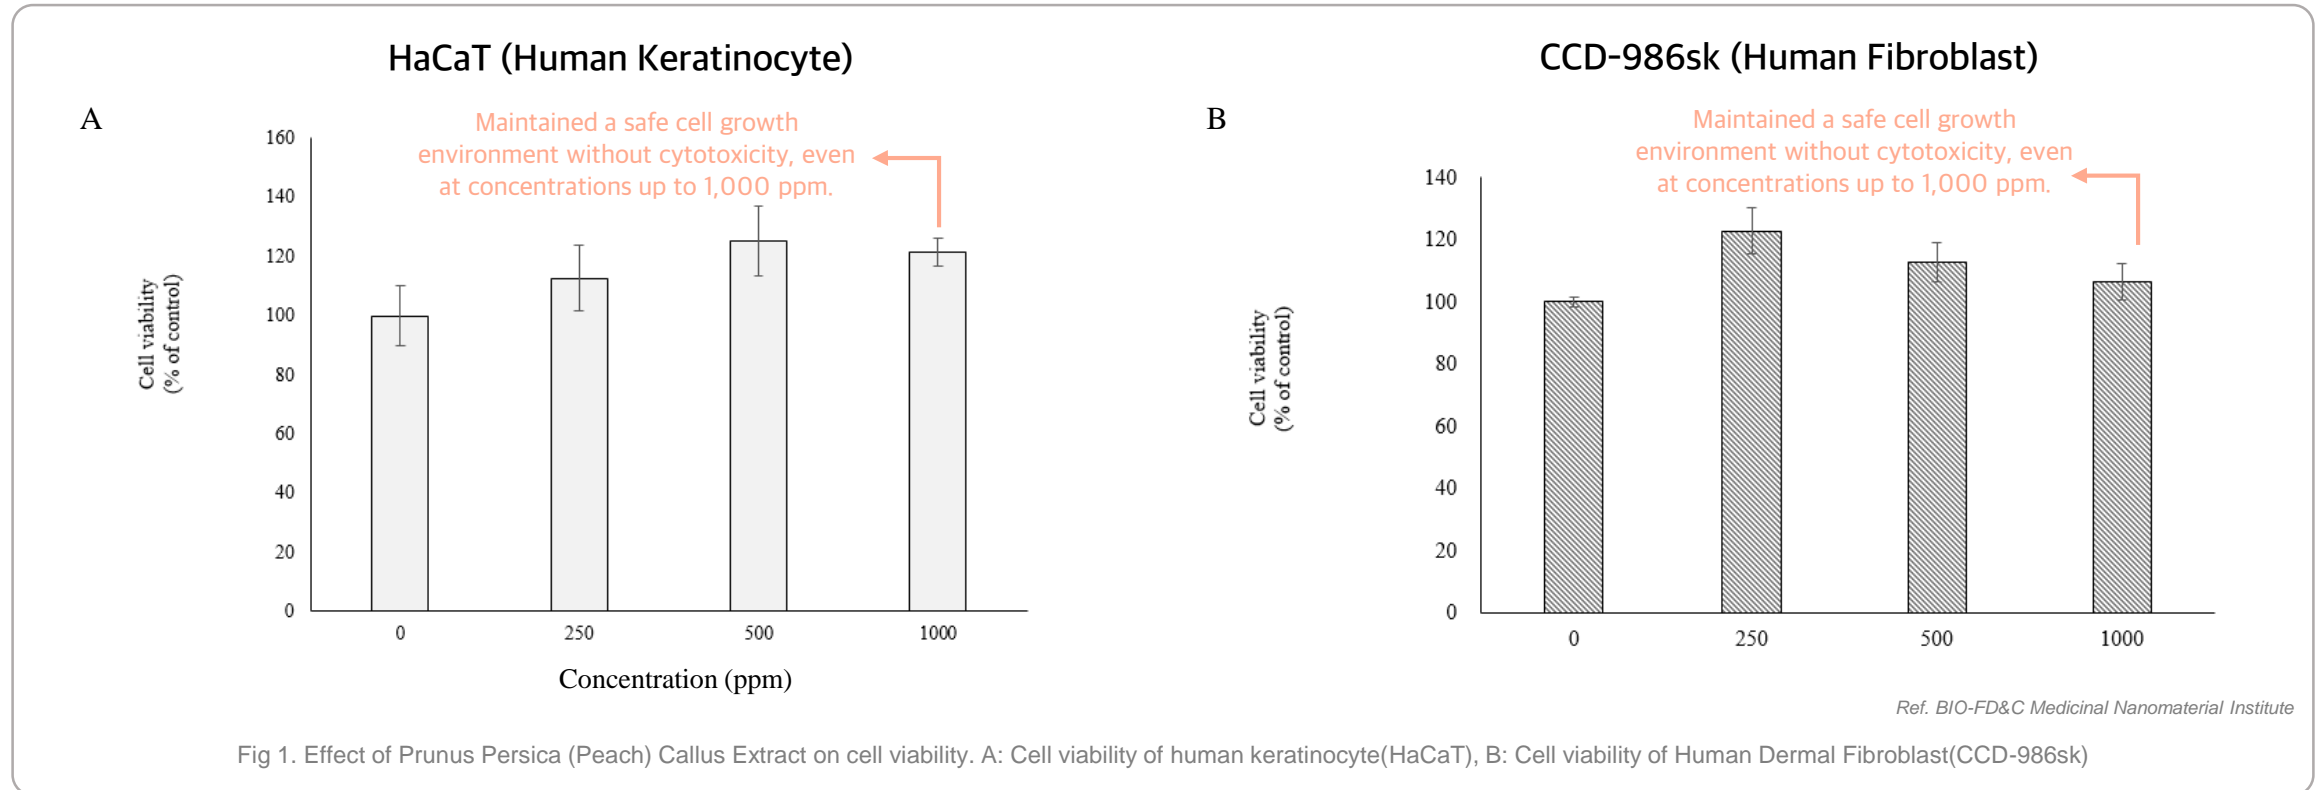 HaCaT (Human Keratinocyte)
A
Maintained a safe cell growth
environment without cytotoxicity, even
at concentrations up to 1,000 ppm.
160
140
120
100
80
60
40
20
0
Cell viability
(% of control)
0
250
500
1000
Concentration (ppm)
CCD-986sk (Human Fibroblast)
B
Maintained a safe cell growth
environment without cytotoxicity, even
at concentrations up to 1,000 ppm.
140
120
100
80
60
40
20
0
Cell viability
(% of control)
0
250
500
1000
Ref. BIO-FD&C Medicinal Nanomaterial Institute
Fig 1. Effect of Prunus Persica (Peach) Callus Extract on cell viability. A: Cell viability of human keratinocyte(HaCaT), B: Cell viability of Human Dermal Fibroblast(CCD-986sk)